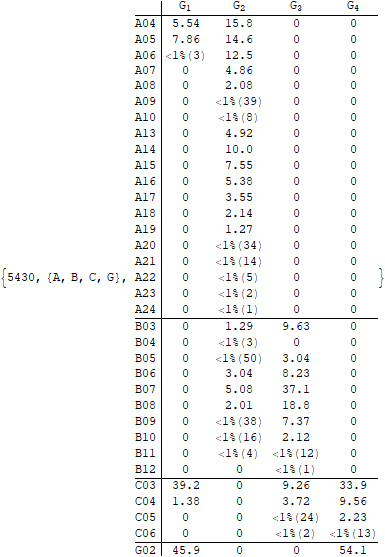 G1 G2 G3 G4
A04 5.54 15.8 0 0
A05 7.86 14.6 0 0
A06 <1%(3) 12.5 0 0
A07 0 4.86 0 0
A08 0 2.08 0 0
A09 0 <1%(39) 0 0
A10 0 <1%(8) 0 0
A13 0 4.92 0 0
A14 0 10.0 0 0
A15 0 7.55 0 0
A16 0 5.38 0 0
A17 0 3.55 0 0
A18 0 2.14 0 0
A19 0 1.27 0 0
A20 0 <1%(34) 0 0
A21 0 <1%(14) 0 0
{5430, {A, B, C, G}, A22 0 <1%(5) 0 0 }
A23 0 <1%(2) 0 0
A24 0 <1%(1) 0 0
B03 0 1.29 9.63 0
B04 0 <1%(3) 0 0
B05 0 <1%(50) 3.04 0
B06 0 3.04 8.23 0
B07 0 5.08 37.1 0
B08 0 2.01 18.8 0
B09 0 <1%(38) 7.37 0
B10 0 <1%(16) 2.12 0
B11 0 <1%(4) <1%(12) 0
B12 0 0 <1%(1) 0
C03 39.2 0 9.26 33.9
C04 1.38 0 3.72 9.56
C05 0 0 <1%(24) 2.23
C06 0 0 <1%(2) <1%(13)
G02 45.9 0 0 54.1